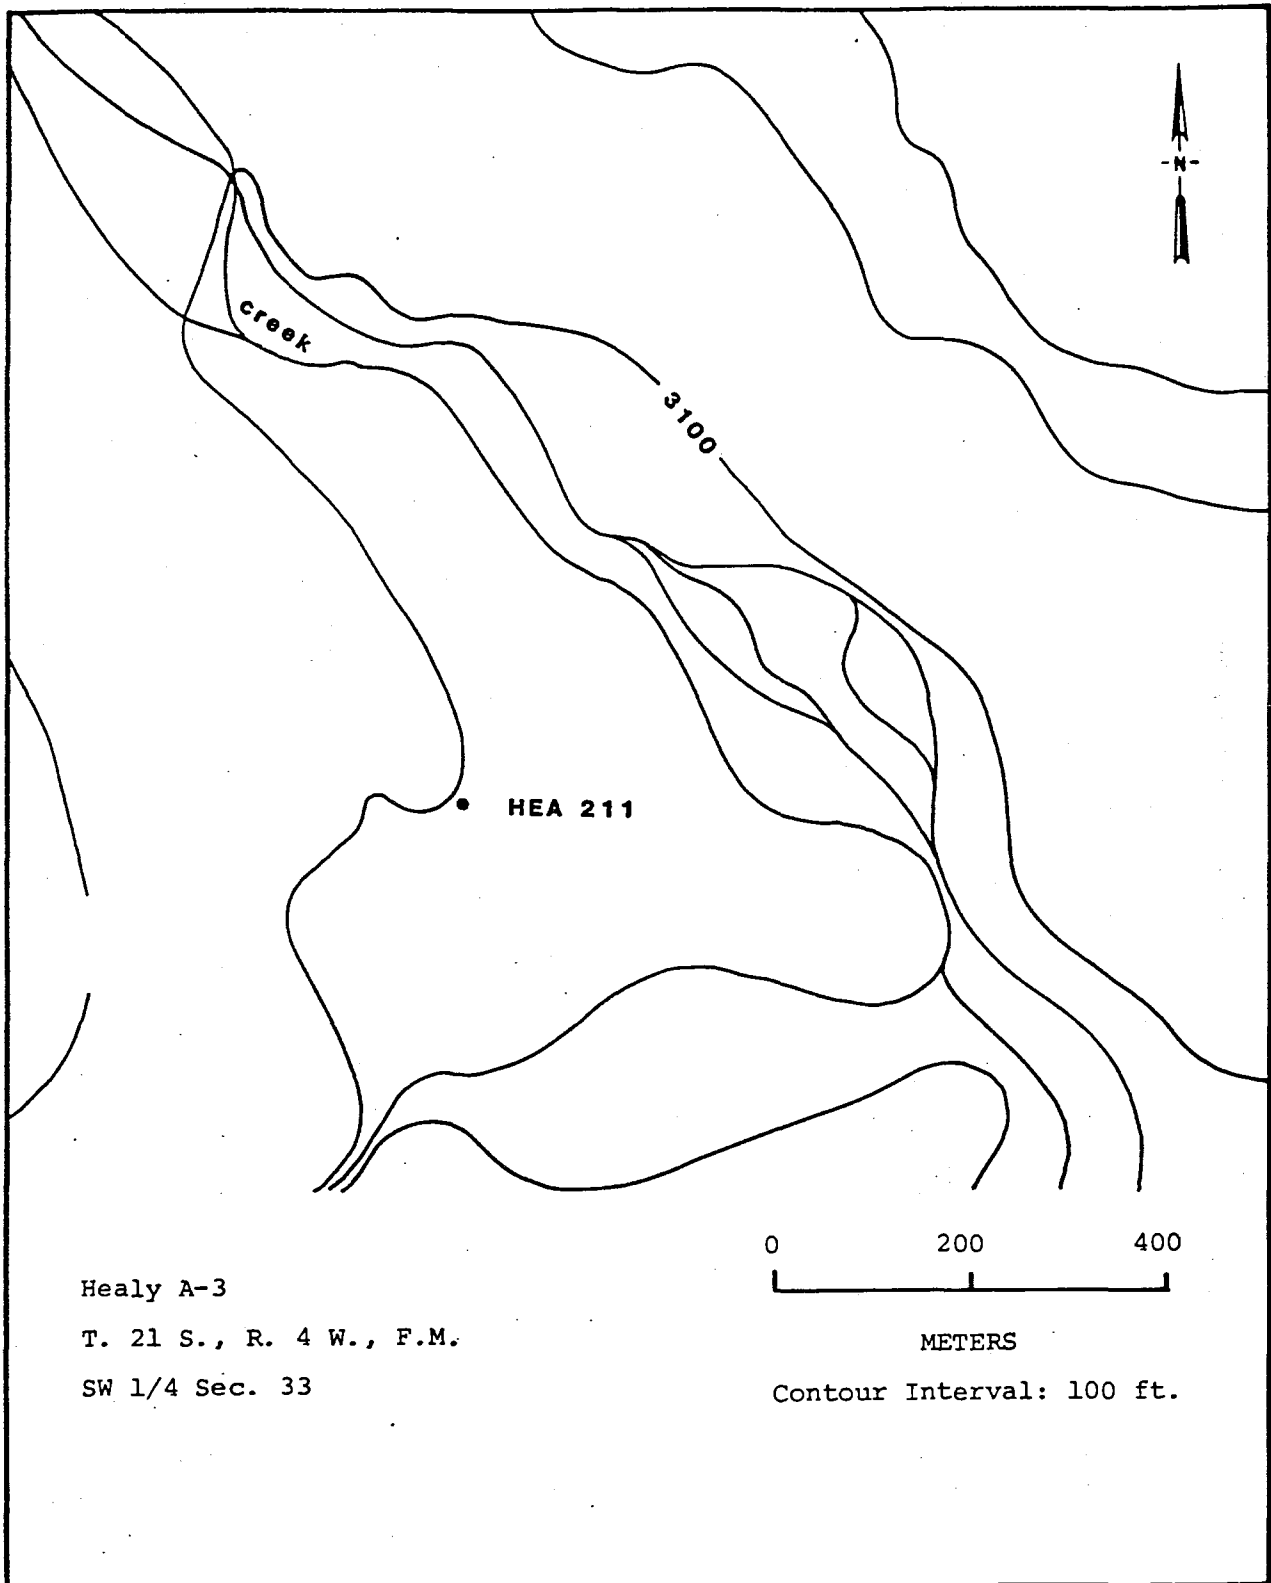 -N-
creek
3100
HEA 211
0 200 400
METERS
Contour Interval: 100 ft.
Healy A-3
T. 21 S., R. 4 W., F.M.
SW 1/4 Sec. 33